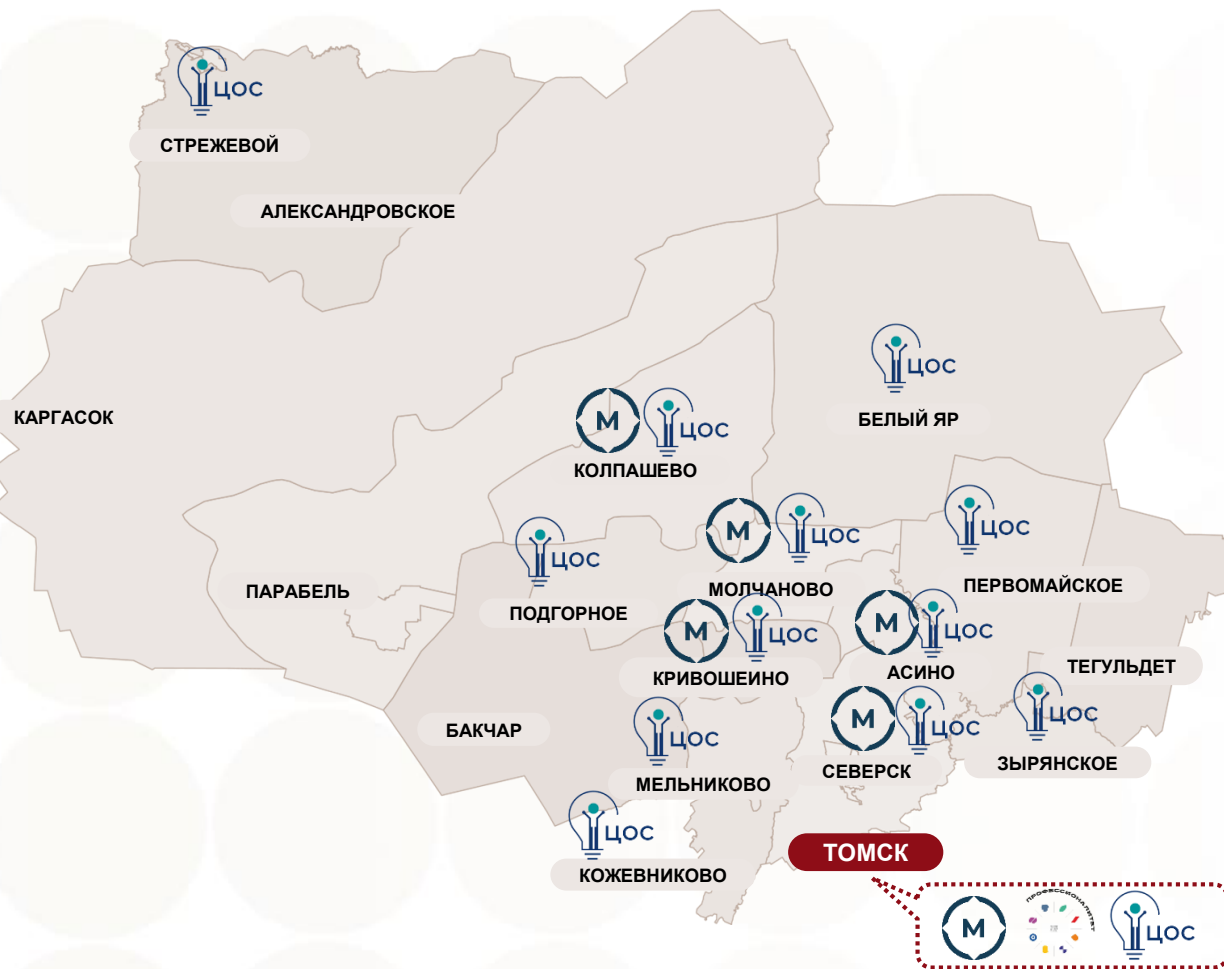 ЦОС
СТРЕЖЕВОЙ
АЛЕКСАНДРОВСКОЕ
ЦОС
КАРГАСОК
БЕЛЫЙ ЯР
М ЦОС
КОЛПАШЕВО
М ЦОС
ЦОС
ЦОС
ПАРАБЕЛЬ
ПОДГОРНОЕ
МОЛЧАНОВО
ПЕРВОМАЙСКОЕ
М ЦОС
М ЦОС
КРИВОШЕИНО
АСИНО
ТЕГУЛЬДЕТ
БАКЧАР
ЦОС
М ЦОС
ЦОС
МЕЛЬНИКОВО
СЕВЕРСК
ЗЫРЯНСКОЕ
ЦОС
КОЖЕВНИКОВО
ТОМСК
М ПРОФЕССИОНАЛИТЕТ ЦОС